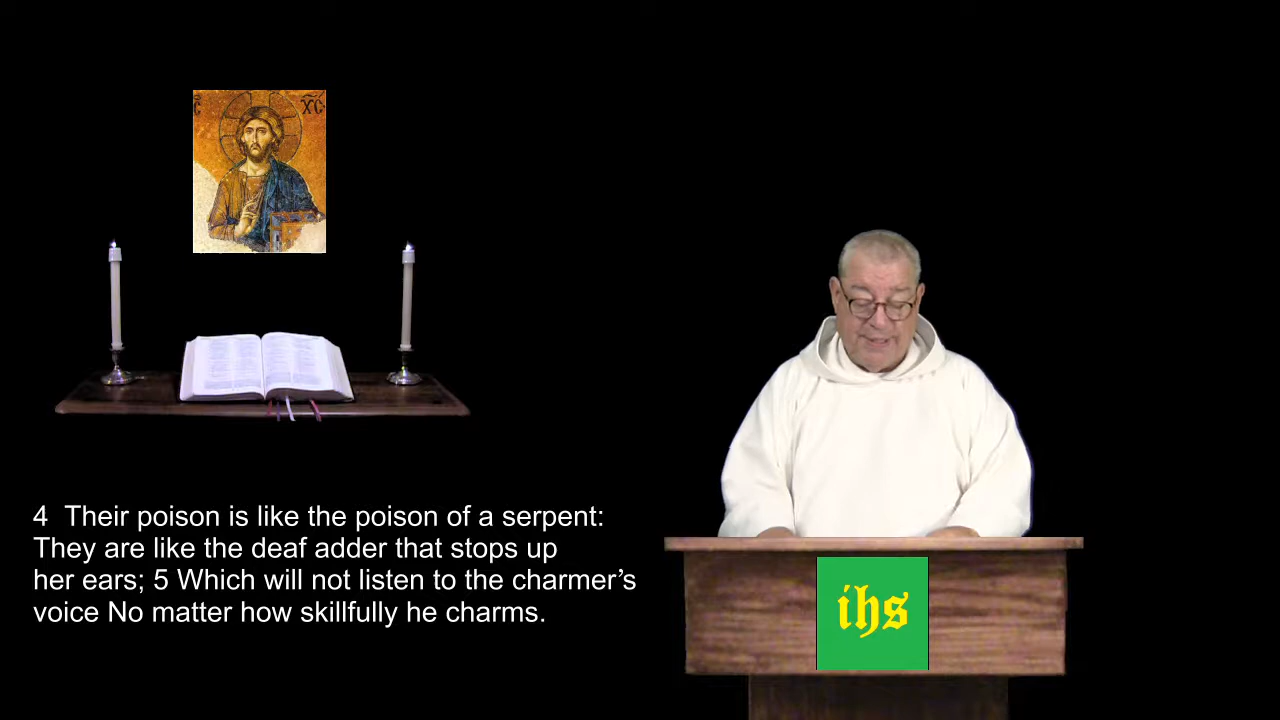 XC
4 Their poison is like the poison of a serpent:
They are like the deaf adder that stops up
her ears; 5 Which will not listen to the charmer’s
voice No matter how skillfully he charms.
ihs